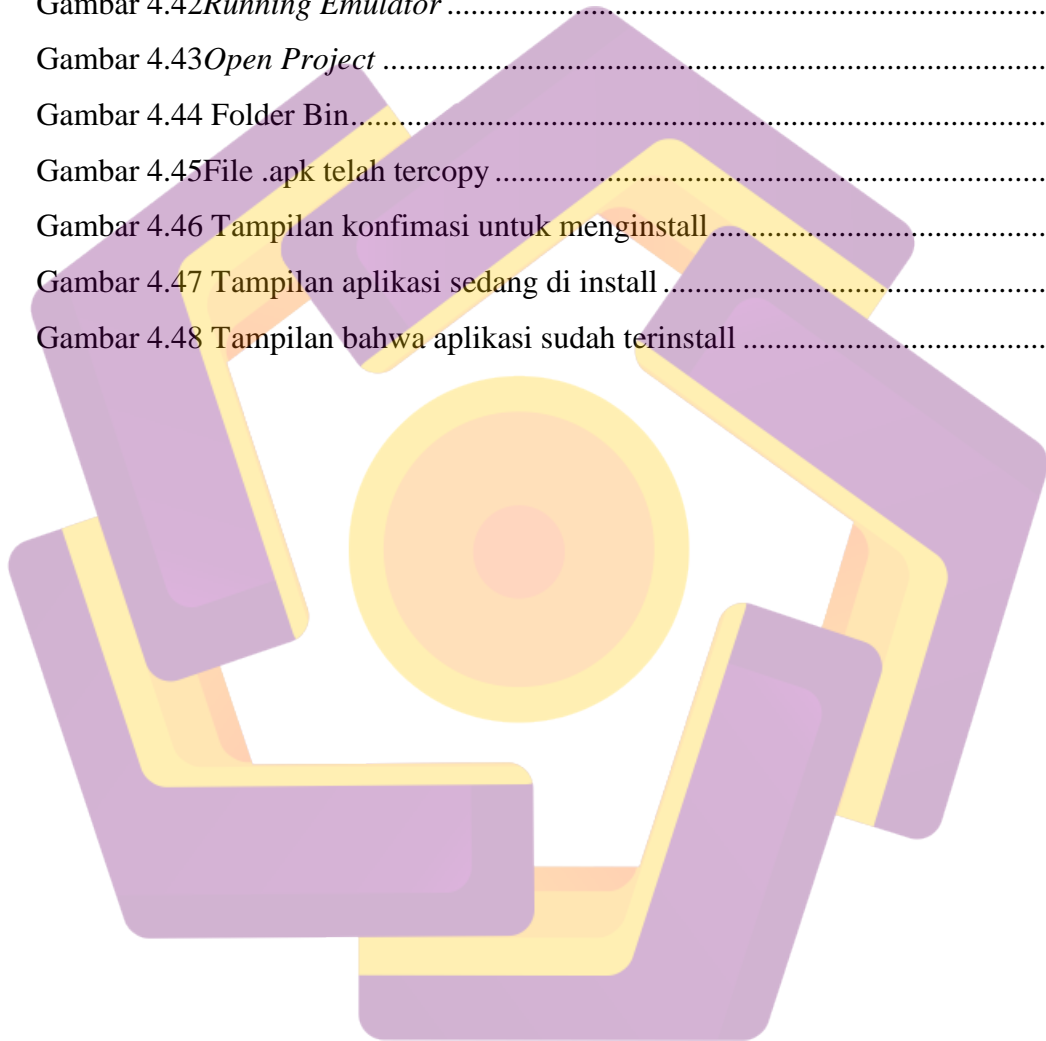 Gambar 4.42Running Emulator ........................................................................
Gambar 4.43Open Project ................................................................................
Gambar 4.44 Folder Bin....................................................................................
Gambar 4.45File .apk telah tercopy ..................................................................
Gambar 4.46 Tampilan konfimasi untuk menginstall........................................
Gambar 4.47 Tampilan aplikasi sedang di install ..............................................
Gambar 4.48 Tampilan bahwa aplikasi sudah terinstall ....................................